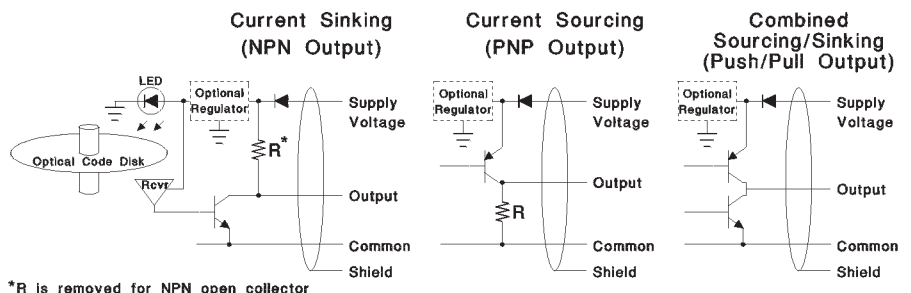 Current Sinking
(NPN Output)
LED
Optional
Regulator
Supply
Voltage
R*
Optical Code Disk
Rcvr
Output
Common
Shield
*R is removed for NPN open collector
Current Sourcing
(PNP Output)
Optional
Regulator
Supply
Voltage
Output
R
Common
Shield
Combined
Sourcing/Sinking
(Push/Pull Output)
Optional
Regulator
Supply
Voltage
Output
Common
Shield